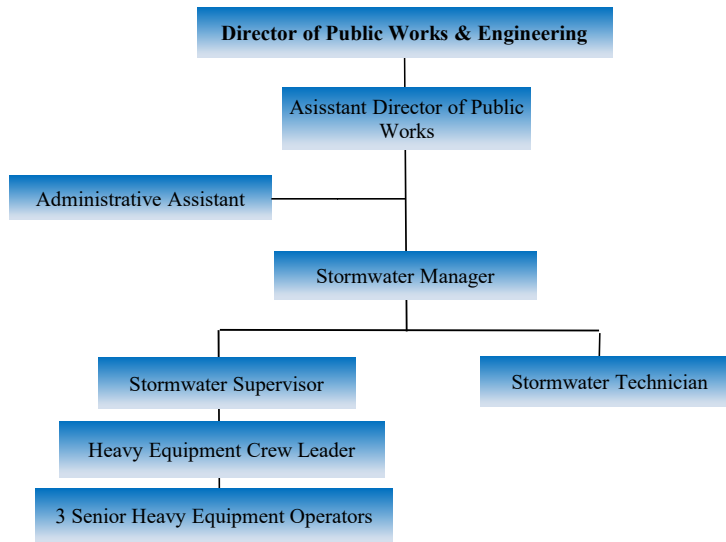 Director of Public Works & Engineering
Asisstant Director of Public
Works
Administrative Assistant
Stormwater Manager
Stormwater Supervisor
Stormwater Technician
Heavy Equipment Crew Leader
3 Senior Heavy Equipment Operators